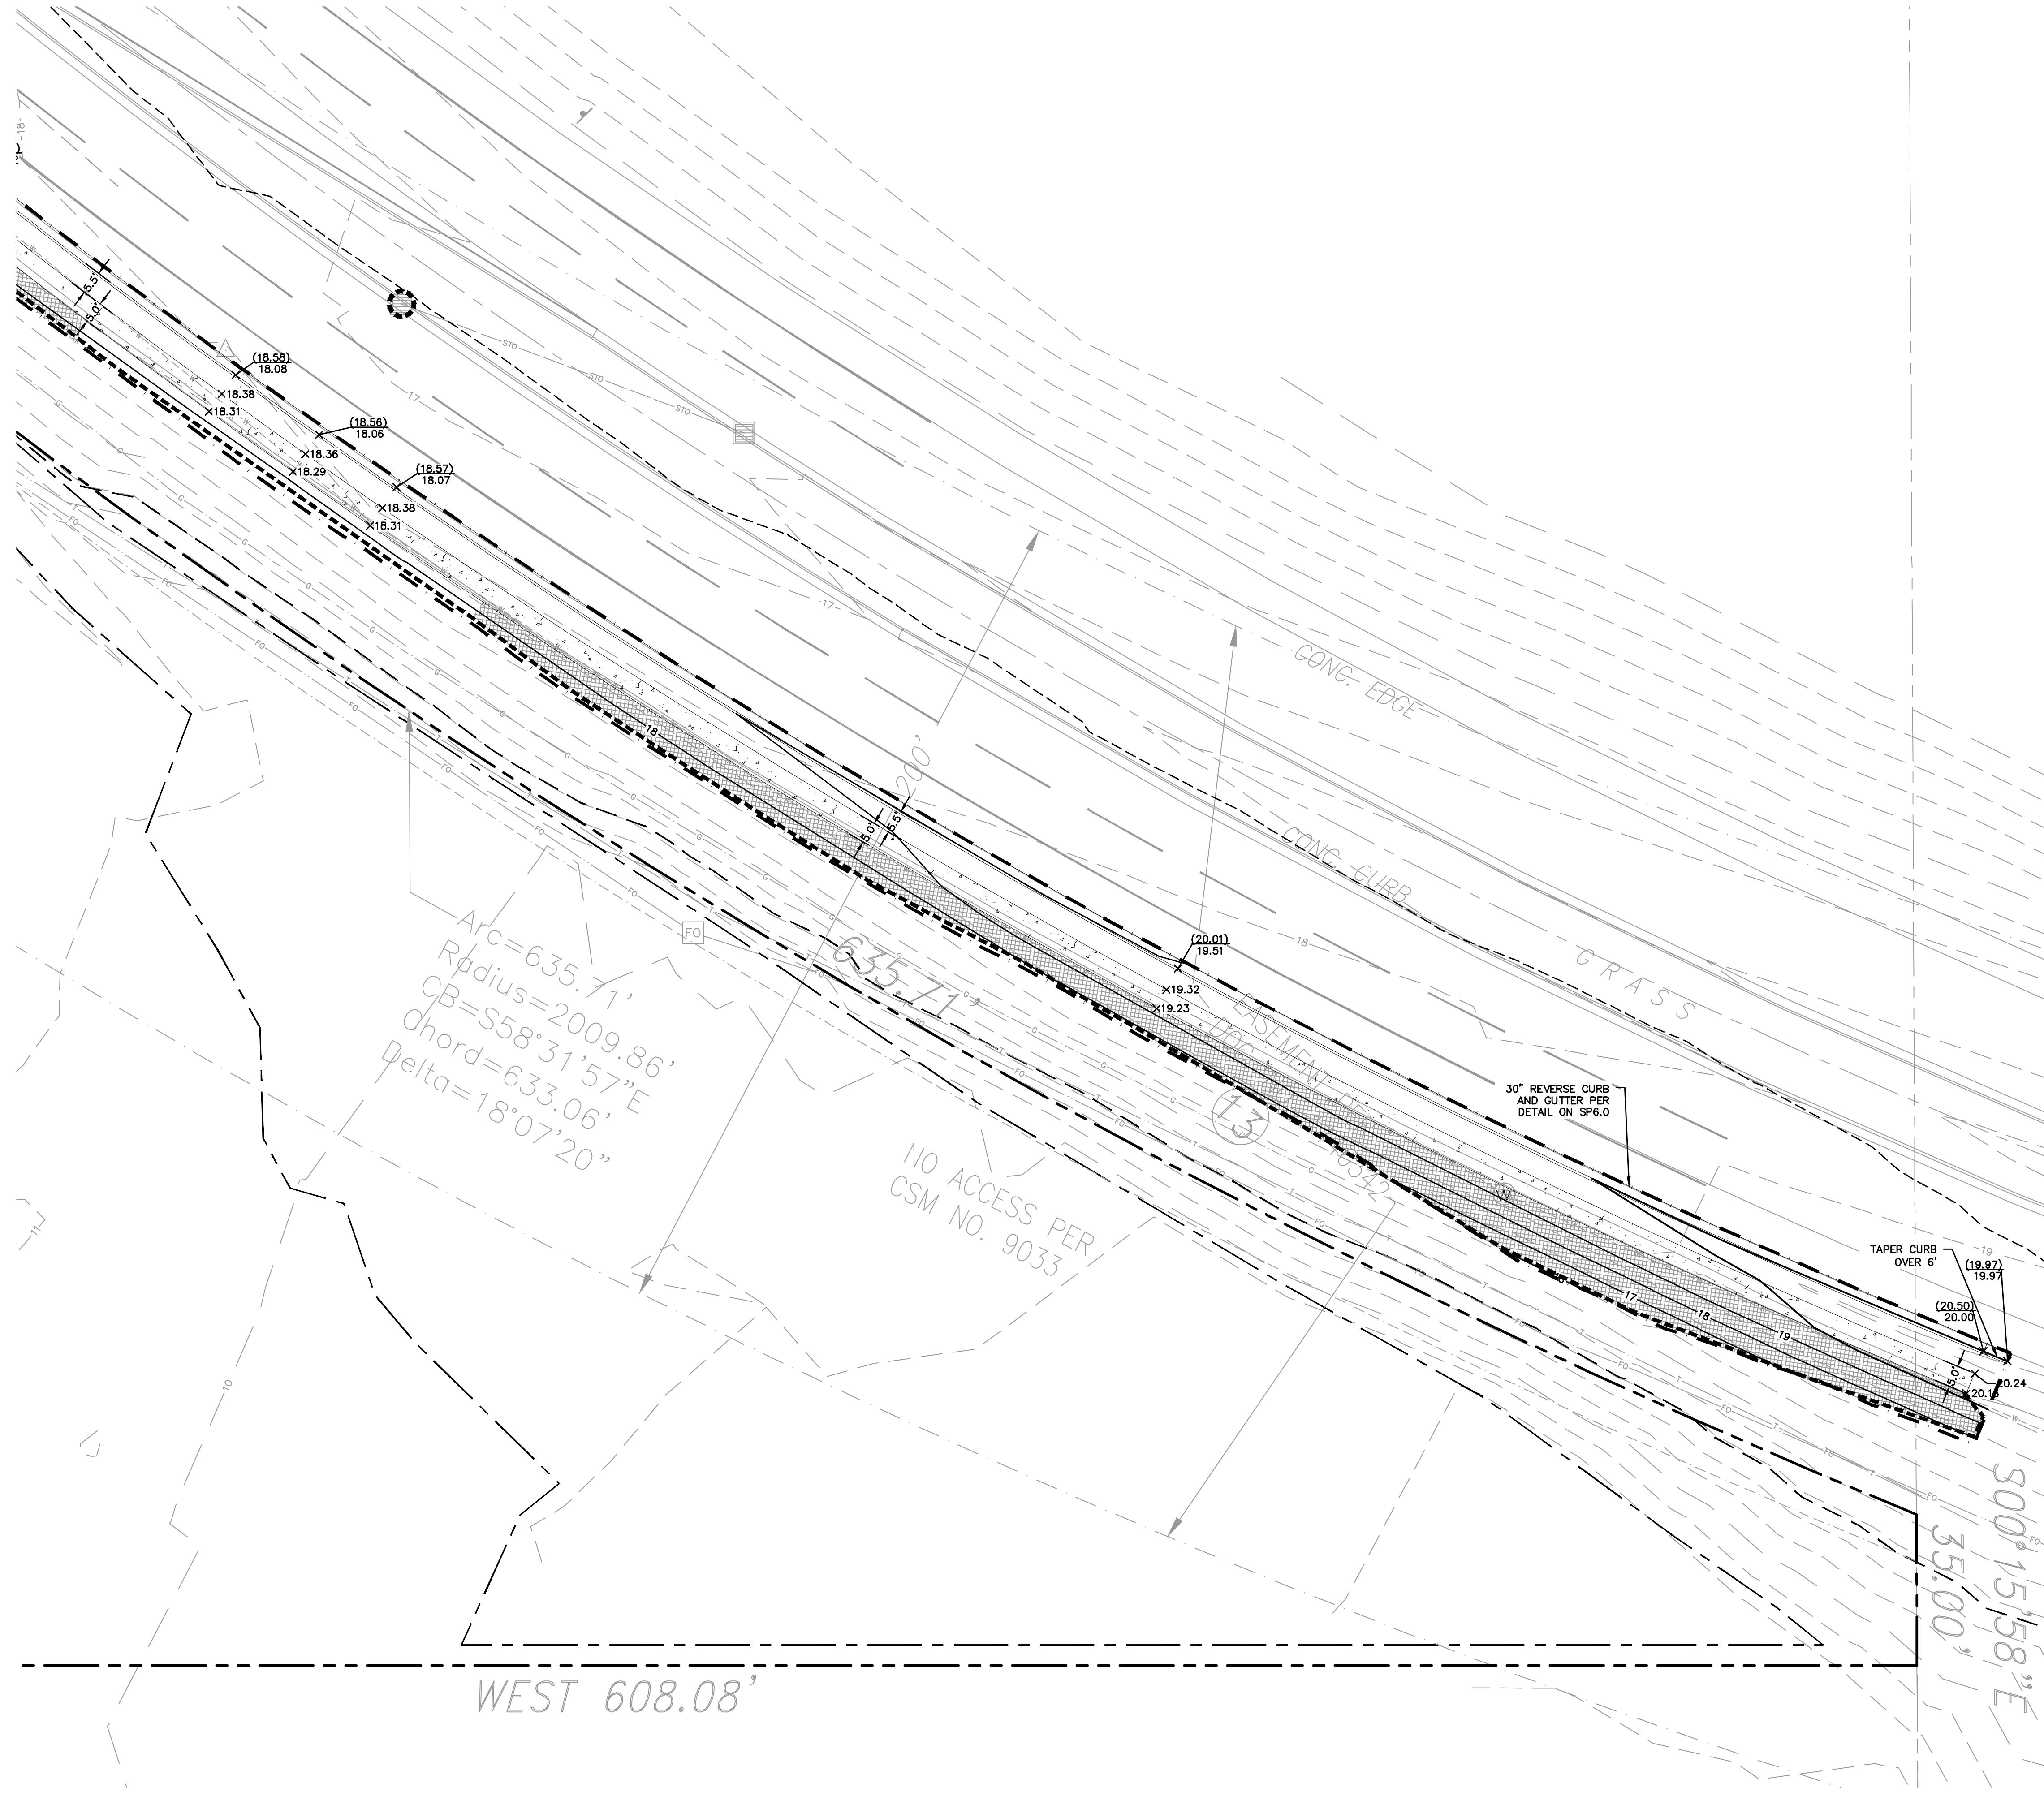 18
5.5'
5.0'
(18.58)
18.08
18.38
18.31
(18.56)
18.06
18.36
18.29
(18.57)
18.07
18.38
18.31
17
STO
STO
STO
17
18
200'
5.0'
5.5'
CONC. EDGE
CONC. CURB
GRASS
18
FO
635.71'
Arc=635.71'
Radius=2009.86'
CB=S58°31'57"E
Chord=633.06'
Delta=18°07'20"
NO ACCESS PER
CSM NO. 9033
(20.01)
19.51
19.32
19.23
EASEMENT PER
13
30" REVERSE CURB
AND GUTTER PER
DETAIL ON SP6.0
TAPER CURB
OVER 6'
19
(19.97)
19.97
(20.50)
20.00
5.0'
20.24
20.16
17
18
19
11
10
S00°15'58"E
35.00'
WEST 608.08'